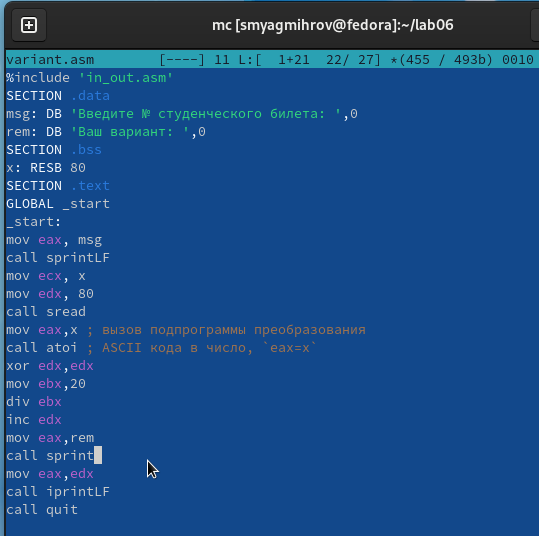 mc [smyagmihrov@fedora]:~/lab06
variant.asm [----] 11 L:[ 1+21 22/ 27] *(455 / 493b) 0010
%include 'in_out.asm'
SECTION .data
msg: DB 'Введите № студенческого билета: ',0
rem: DB 'Ваш вариант: ',0
SECTION .bss
x: RESB 80
SECTION .text
GLOBAL _start
_start:
mov eax, msg
call sprintLF
mov ecx, x
mov edx, 80
call sread
mov eax,x ; вызов подпрограммы преобразования
call atoi ; ASCII кода в число, `eax=x`
xor edx,edx
mov ebx,20
div ebx
inc edx
mov eax,rem
call sprint
mov eax,edx
call iprintLF
call quit